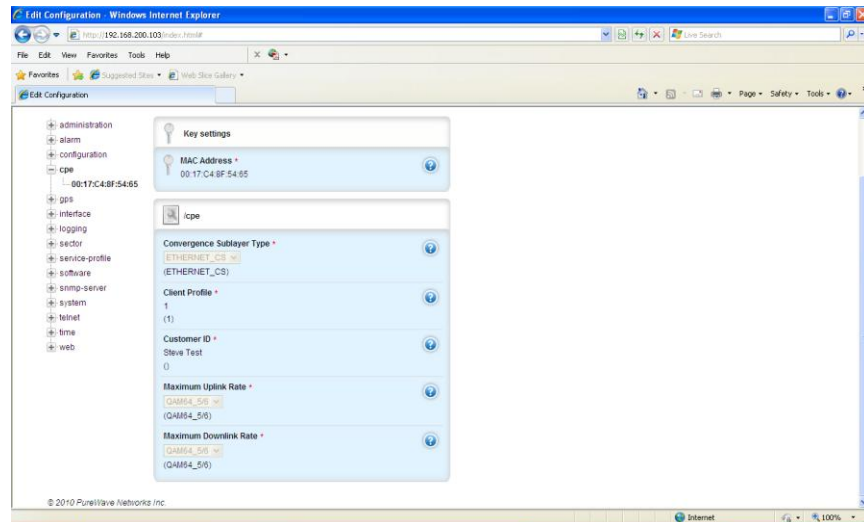 Edit Configuration - Windows Internet Explorer
http://192.168.200.103/index.html#
Live Search
File Edit View Favorites Tools Help
Favorites Suggested Sites Web Slice Gallery
Edit Configuration
Page Safety Tools
administration
alarm
configuration
cpe
00:17:C4:8F:54:65
gps
interface
logging
sector
service-profile
software
snmp-server
system
telnet
time
web
Key settings
MAC Address *
00:17:C4:8F:54:65
/cpe
Convergence Sublayer Type *
ETHERNET_CS
(ETHERNET_CS)
Client Profile *
1
(1)
Customer ID *
Steve Test
()
Maximum Uplink Rate *
QAM64_5/6
(QAM64_5/6)
Maximum Downlink Rate *
QAM64_5/6
(QAM64_5/6)
© 2010 PureWave Networks Inc.
Internet
100%